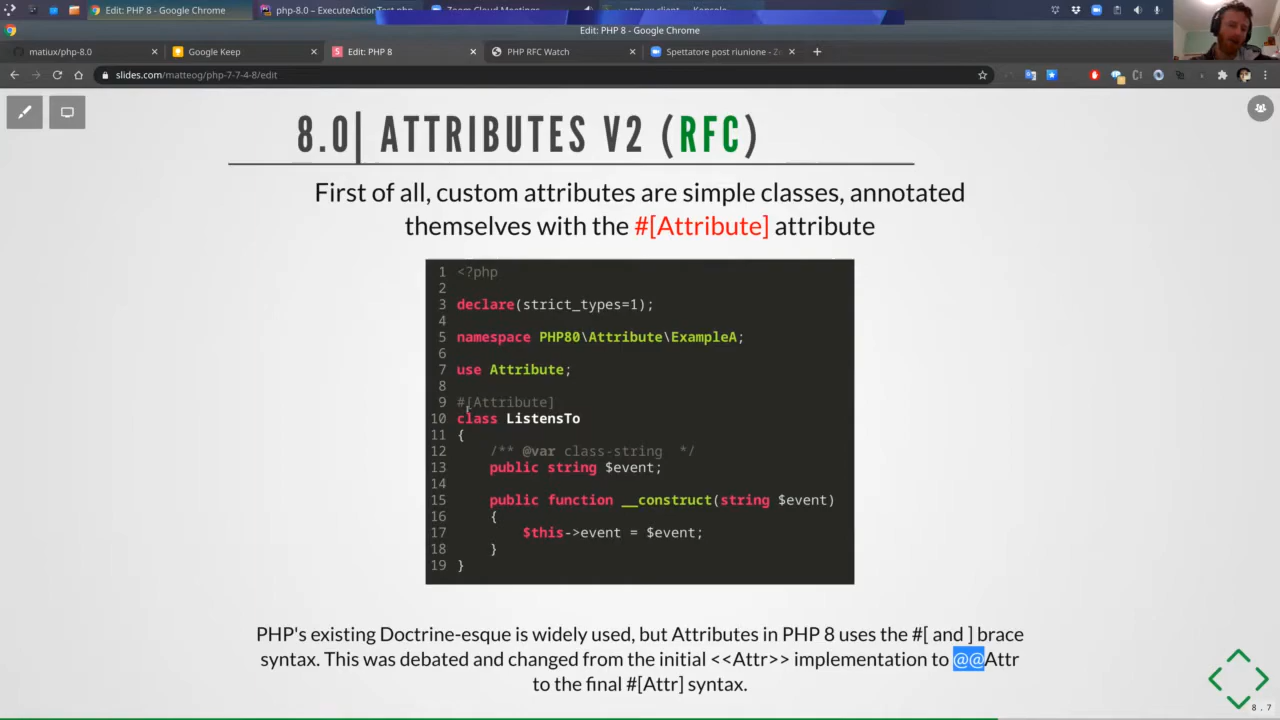 Edit: PHP 8 - Google Chrome
matiux/php-8.0
Google Keep
Edit: PHP 8
PHP RFC Watch
Spettatore post riunione - Z
slides.com/matteog/php-7-7-4-8/edit
8.0| ATTRIBUTES V2 (RFC)
First of all, custom attributes are simple classes, annotated
themselves with the #[Attribute] attribute
1 <?php
2
3 declare(strict_types=1);
4
5 namespace PHP80\Attribute\ExampleA;
6
7 use Attribute;
8
9 #[Attribute]
10 class ListensTo
11 {
12 /** @var class-string */
13 public string $event;
14
15 public function __construct(string $event)
16 {
17 $this->event = $event;
18 }
19 }
PHP's existing Doctrine-esque is widely used, but Attributes in PHP 8 uses the #[ and ] brace
syntax. This was debated and changed from the initial <<Attr>> implementation to @@Attr
to the final #[Attr] syntax.
8.7